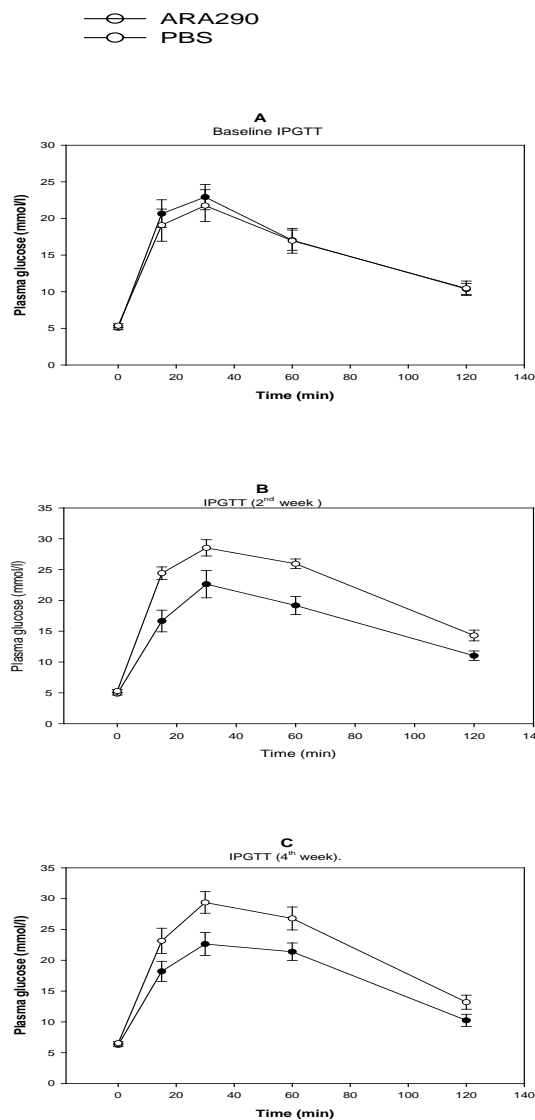 ARA290
PBS
A
Baseline IPGTT
Plasma glucose (mmol/l)
30
25
20
15
10
5
0
0 20 40 60 80 100 120 140
Time (min)
B
IPGTT (2nd week )
Plasma glucose (mmol/l)
35
30
25
20
15
10
5
0
0 20 40 60 80 100 120 14
Time (min)
C
IPGTT (4th week).
Plasma glucose (mmol/l)
35
30
25
20
15
10
5
0
0 20 40 60 80 100 120 140
Time (min)